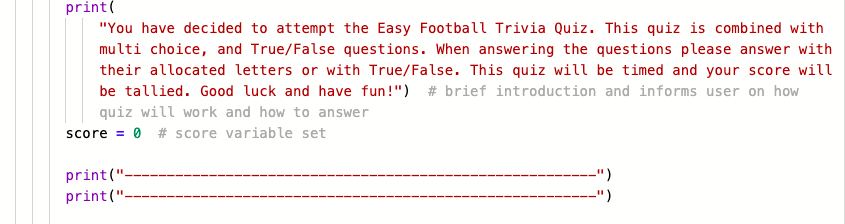 print(
"You have decided to attempt the Easy Football Trivia Quiz. This quiz is combined with
multi choice, and True/False questions. When answering the questions please answer with
their allocated letters or with True/False. This quiz will be timed and your score will
be tallied. Good luck and have fun!")  # brief introduction and informs user on how
quiz will work and how to answer
score = 0  # score variable set
print("---------------------------------------------------------")
print("---------------------------------------------------------")